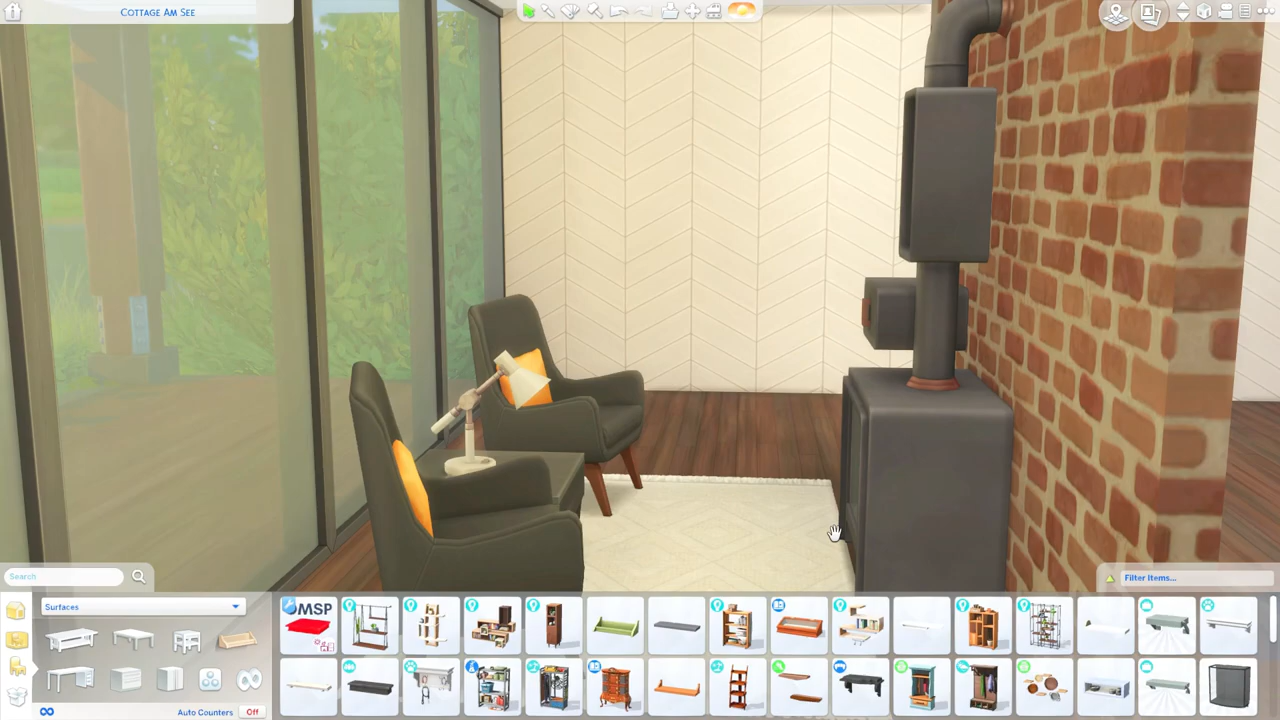 Cottage Am See
Search
Filter Items...
Surfaces
MSP
Auto Counters
Off